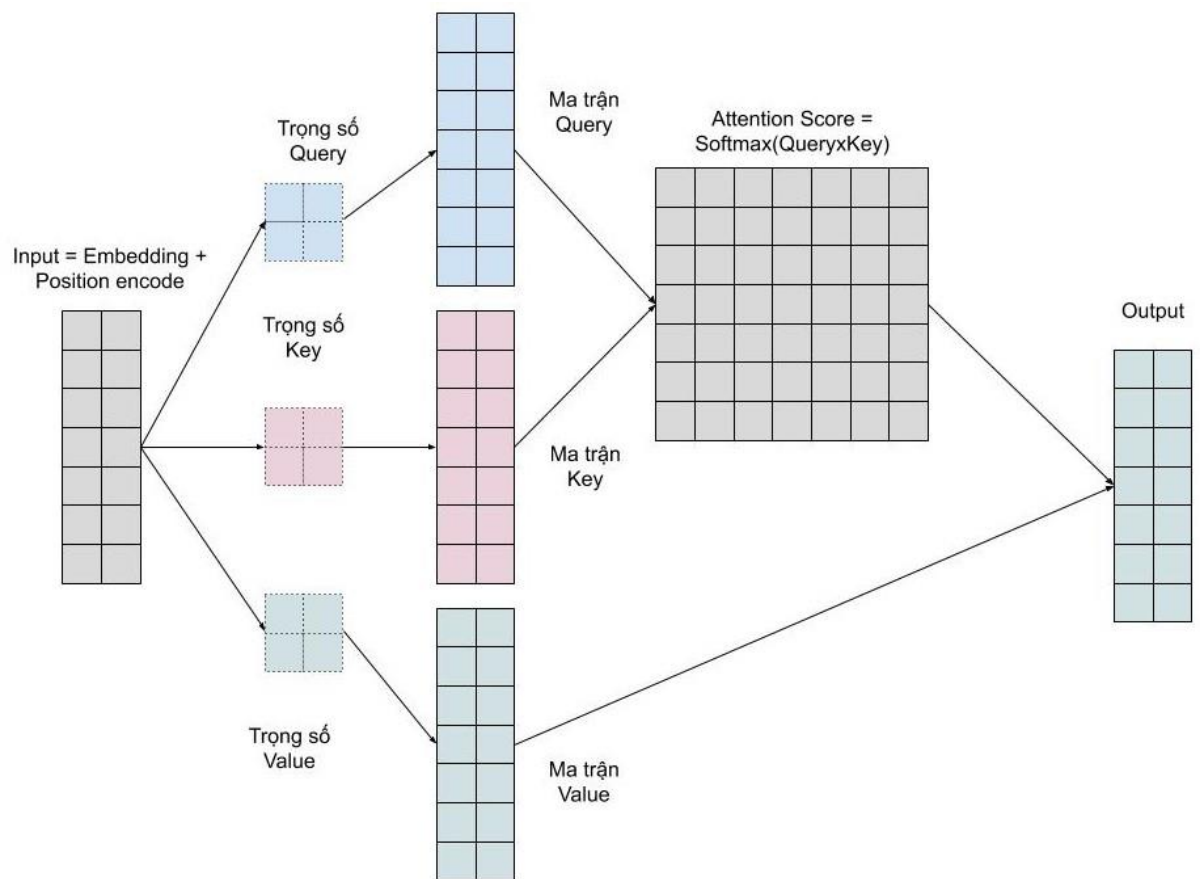 Input = Embedding +
Position encode
Trọng số
Query
Trọng số
Key
Trọng số
Value
Ma trận
Query
Ma trận
Key
Ma trận
Value
Attention Score =
Softmax(QueryxKey)
Output